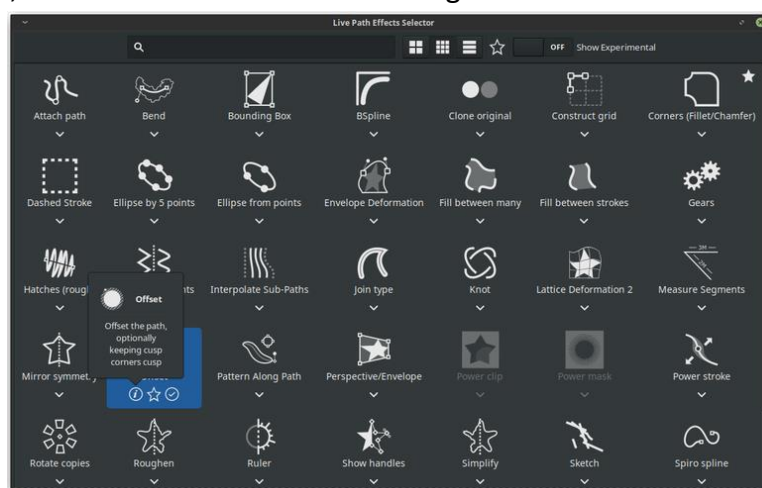 Live Path Effects Selector
OFF Show Experimental
Attach path Bend Bounding Box BSpline Clone original Construct grid Corners (Fillet/Chamfer)
Dashed Stroke Ellipse by 5 points Ellipse from points Envelope Deformation Fill between many Fill between strokes Gears
Hatches Interpolate Sub-Paths Join type Knot Lattice Deformation 2 Measure Segments
Offset
Offset the path,
optionally
keeping cusp
corners cusp
Mirror symmetry Pattern Along Path Perspective/Envelope Power clip Power mask Power stroke
Rotate copies Roughen Ruler Show handles Simplify Sketch Spiro spline